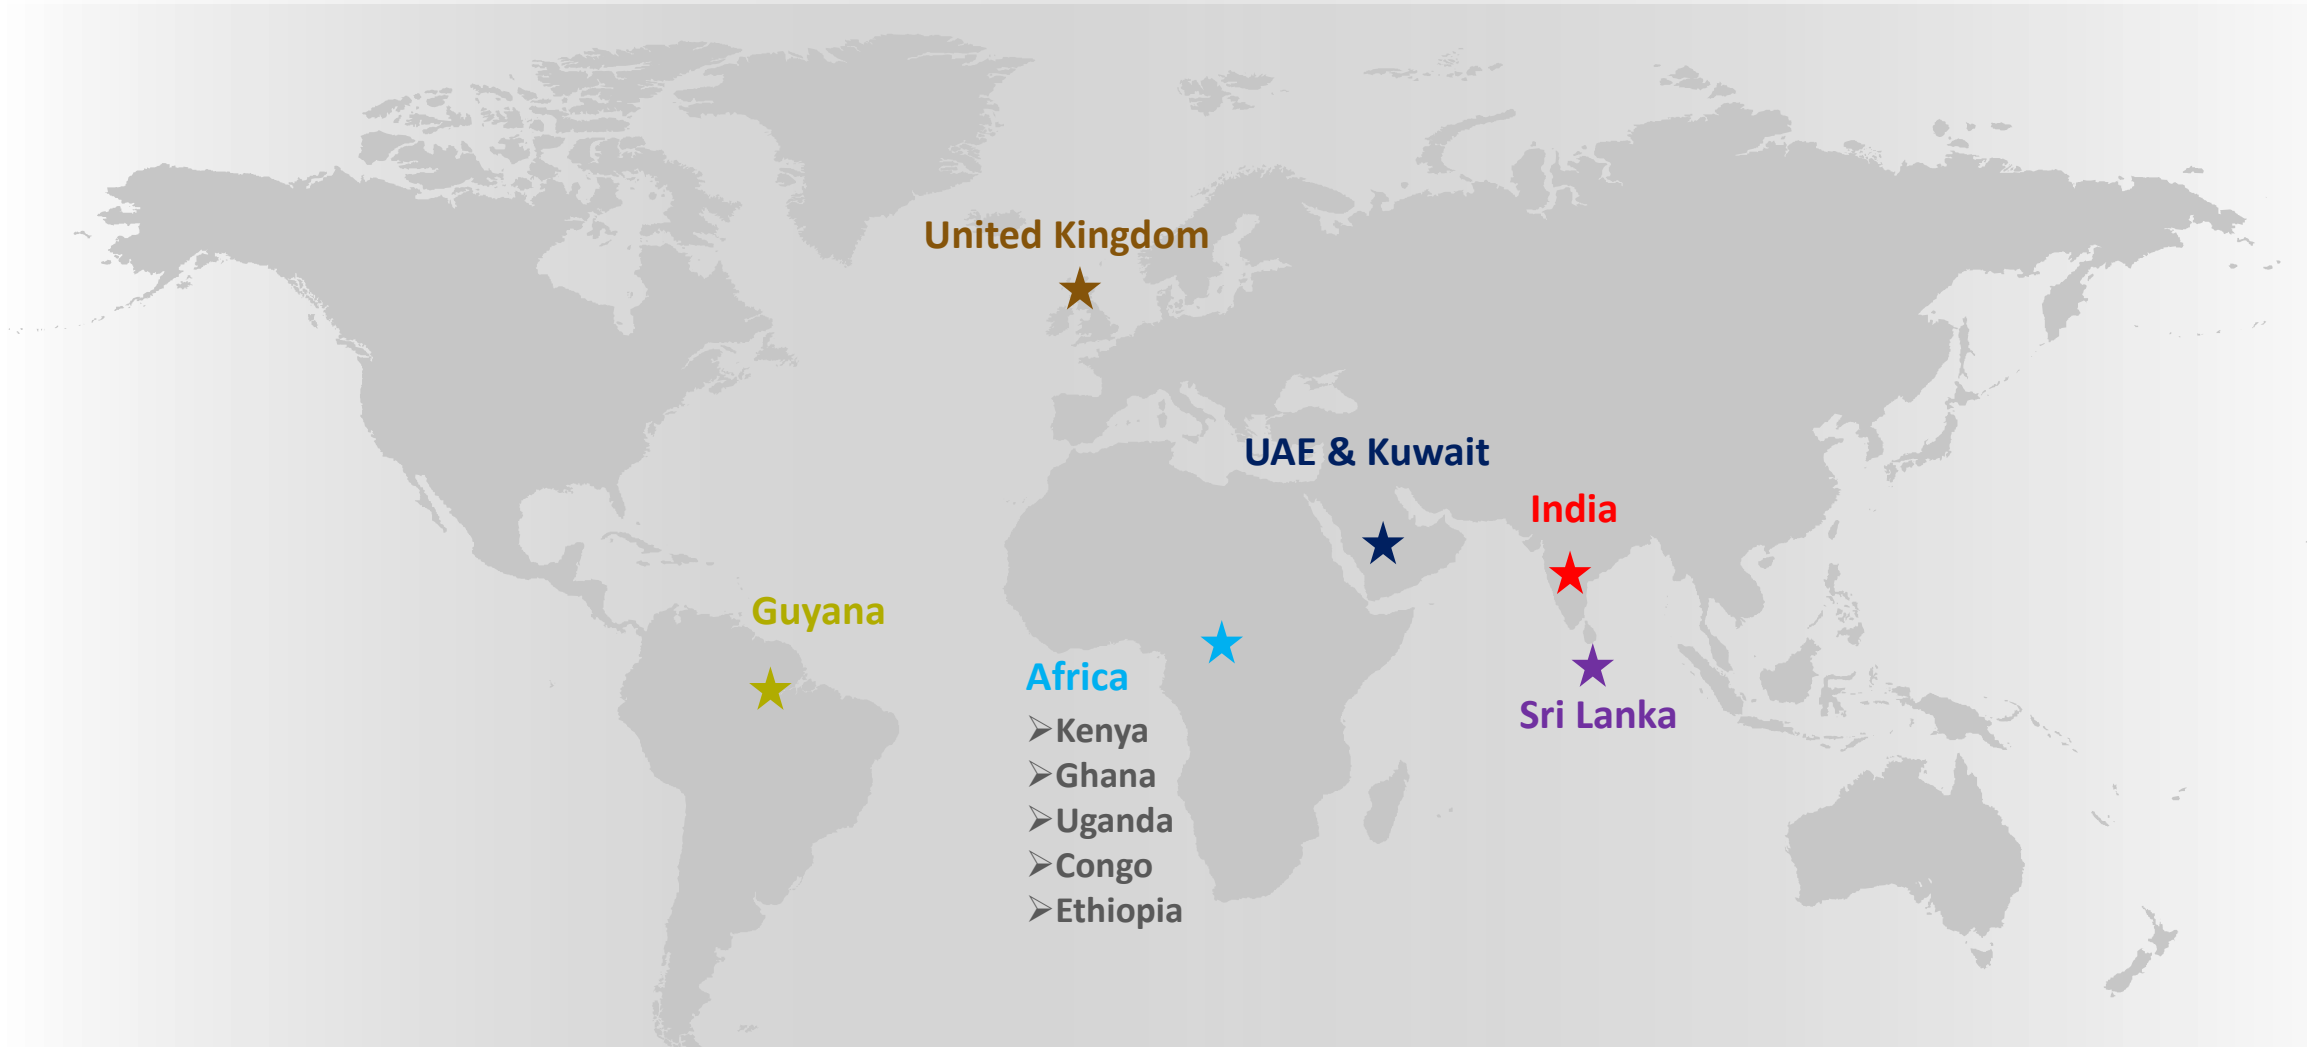 United Kingdom
UAE & Kuwait
India
Guyana
Africa
➢Kenya
➢Ghana
➢Uganda
➢Congo
➢Ethiopia
Sri Lanka